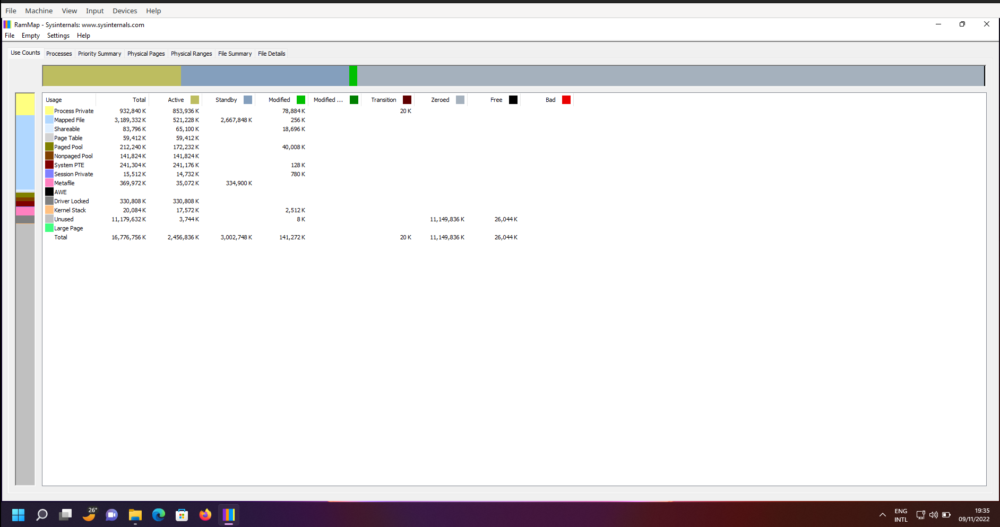 File Machine View Input Devices Help
RamMap - Sysinternals: www.sysinternals.com
File Empty Settings Help
Use Counts Processes Priority Summary Physical Pages Physical Ranges File Summary File Details
Usage Total Active Standby Modified Modified ... Transition Zeroed Free Bad
Process Private 932,840 K 853,936 K 78,884 K 20 K
Mapped File 3,189,332 K 521,228 K 2,667,848 K 256 K
Shareable 83,796 K 65,100 K 18,696 K
Page Table 59,412 K 59,412 K
Paged Pool 212,240 K 172,232 K 40,008 K
Nonpaged Pool 141,824 K 141,824 K
System PTE 241,304 K 241,176 K 128 K
Session Private 15,512 K 14,732 K 780 K
Metafile 369,972 K 35,072 K 334,900 K
AWE
Driver Locked 330,808 K 330,808 K
Kernel Stack 20,084 K 17,572 K 2,512 K
Unused 11,179,632 K 3,744 K 8 K 11,149,836 K 26,044 K
Large Page
Total 16,776,756 K 2,456,836 K 3,002,748 K 141,272 K 20 K 11,149,836 K 26,044 K
26°
ENG
INTL
19:35
09/11/2022